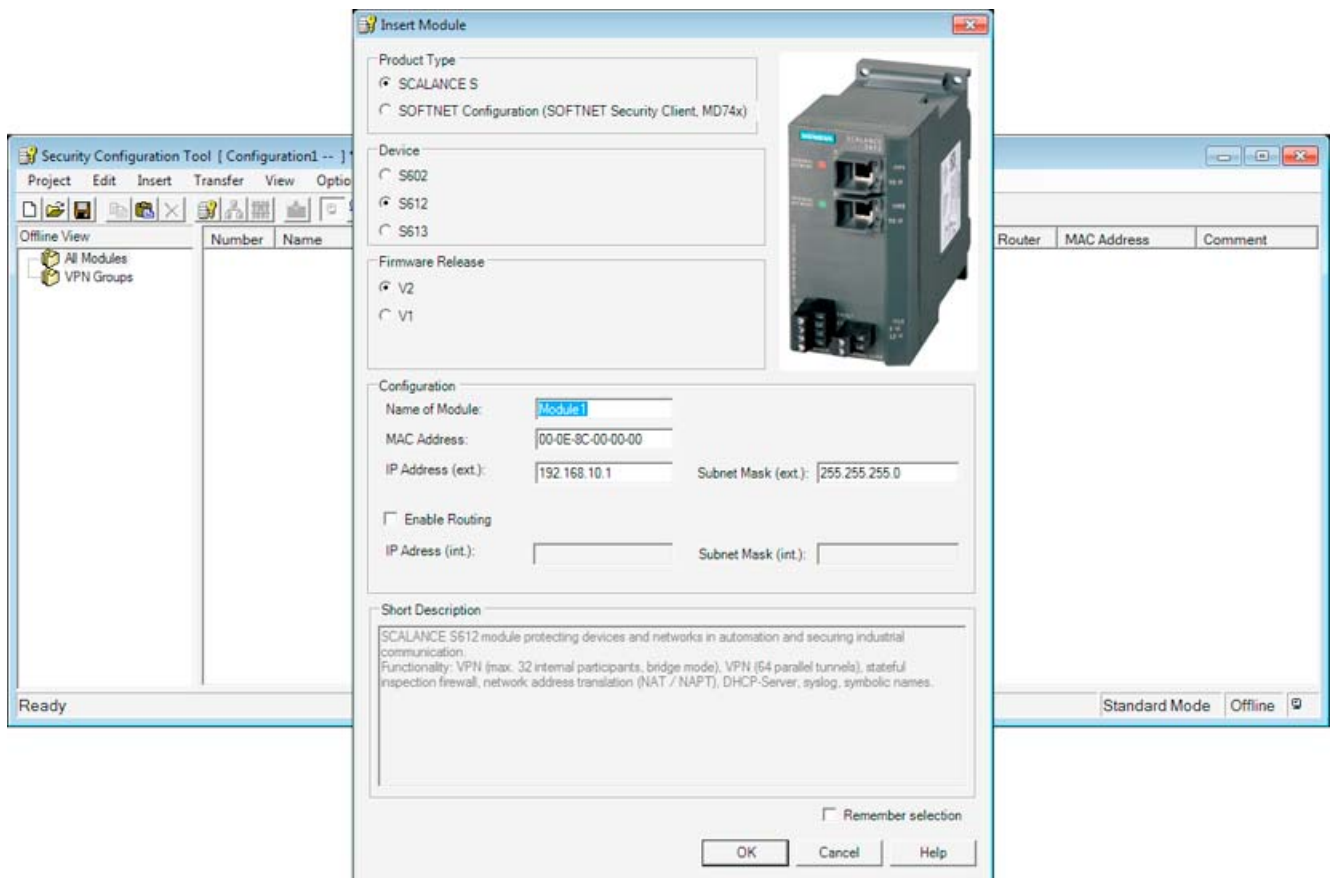 Insert Module
Product Type
SCALANCE S
SOFTNET Configuration (SOFTNET Security Client, MD74x)
Device
S602
S612
S613
Firmware Release
V2
V1
SIEMENS
SCALANCE
Configuration
Name of Module: Module1
MAC Address: 00-0E-8C-00-00-00
IP Address (ext.): 192.168.10.1 Subnet Mask (ext.): 255.255.255.0
Enable Routing
IP Adress (int.): Subnet Mask (int.):
Short Description
SCALANCE S612 module protecting devices and networks in automation and securing industrial
communication.
Functionality: VPN (max. 32 internal participants, bridge mode), VPN (64 parallel tunnels), stateful
inspection firewall, network address translation (NAT / NAPT), DHCP-Server, syslog, symbolic names.
Remember selection
OK Cancel Help
Security Configuration Tool [ Configuration1 -- ]
Project Edit Insert Transfer View Optio
Offline View
All Modules
VPN Groups
Number Name Router MAC Address Comment
Ready Standard Mode Offline